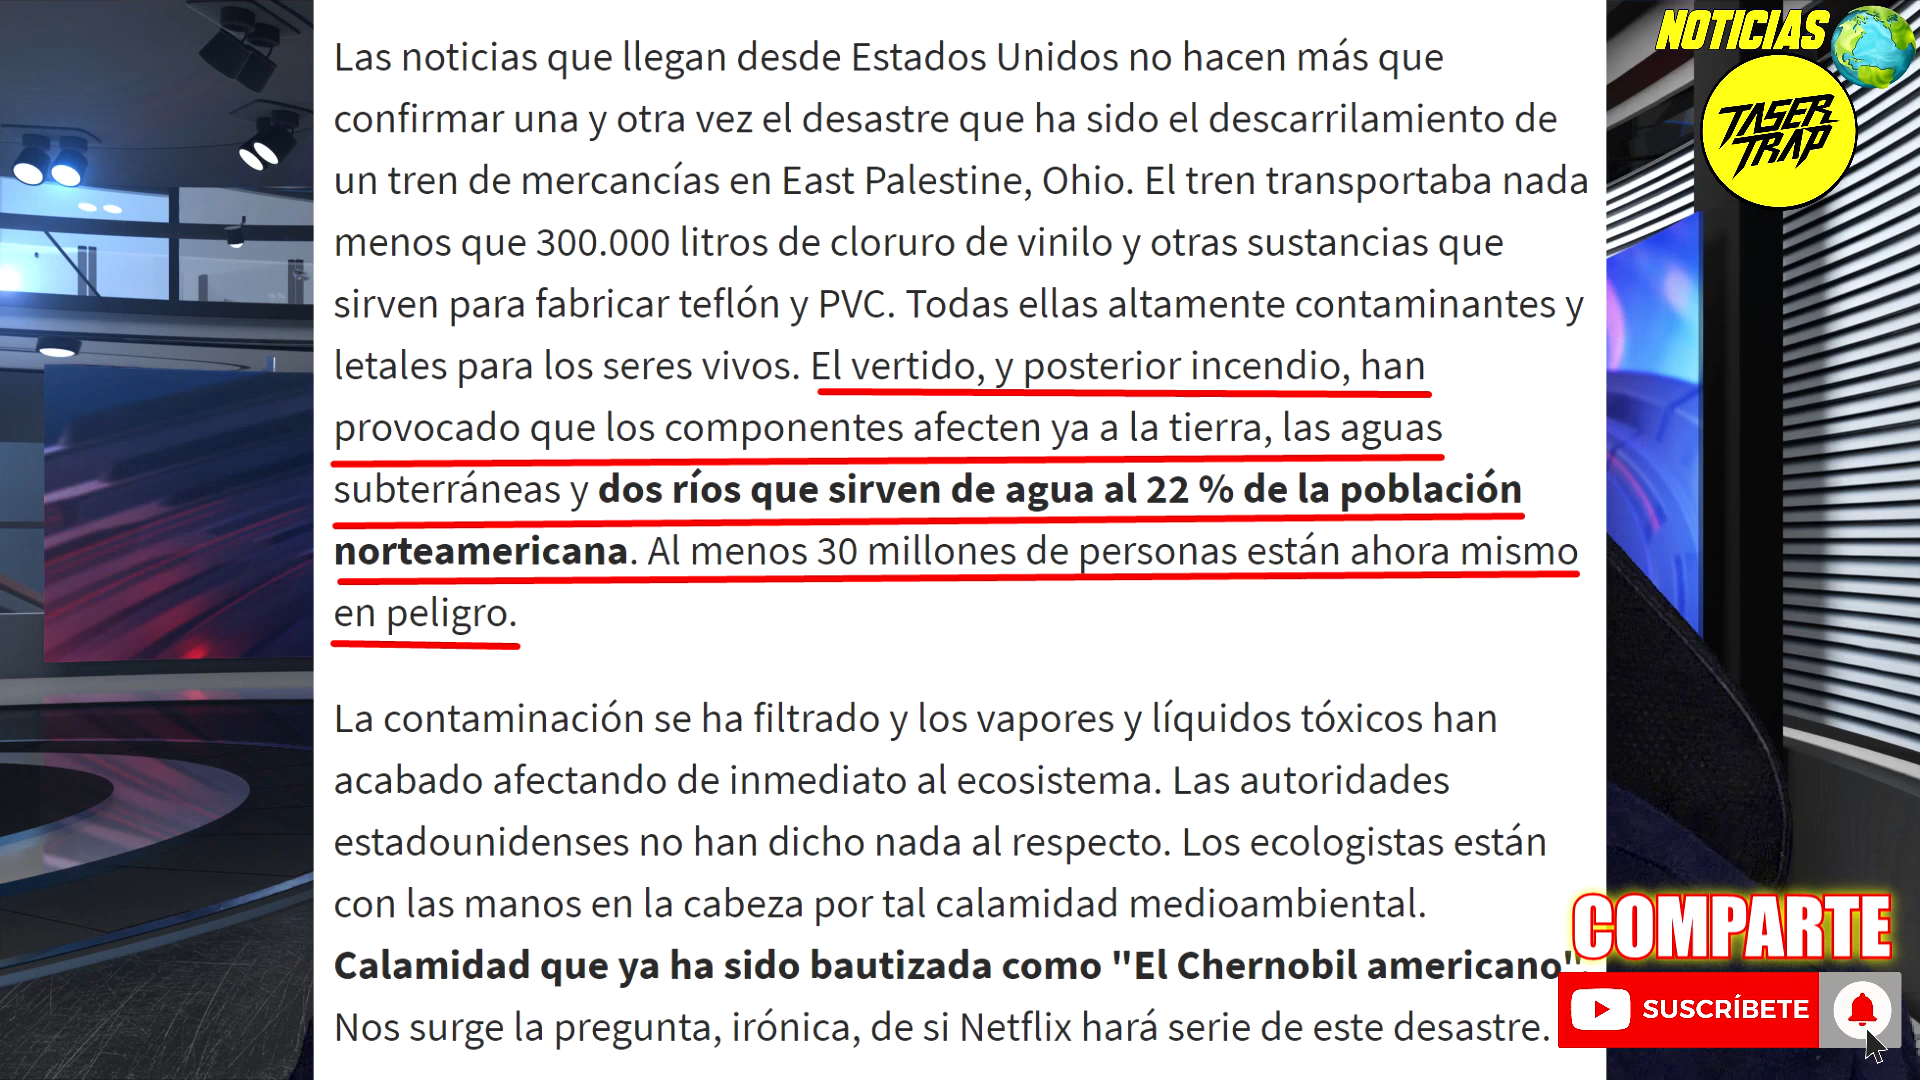 Las noticias que llegan desde Estados Unidos no hacen más que
confirmar una y otra vez el desastre que ha sido el descarrilamiento de
un tren de mercancías en East Palestine, Ohio. El tren transportaba nada
menos que 300.000 litros de cloruro de vinilo y otras sustancias que
sirven para fabricar teflón y PVC. Todas ellas altamente contaminantes y
letales para los seres vivos. El vertido, y posterior incendio, han
provocado que los componentes afecten ya a la tierra, las aguas
subterráneas y dos ríos que sirven de agua al 22 % de la población
norteamericana. Al menos 30 millones de personas están ahora mismo
en peligro.
La contaminación se ha filtrado y los vapores y líquidos tóxicos han
acabado afectando de inmediato al ecosistema. Las autoridades
estadounidenses no han dicho nada al respecto. Los ecologistas están
con las manos en la cabeza por tal calamidad medioambiental.
Calamidad que ya ha sido bautizada como "El Chernobil americano".
Nos surge la pregunta, irónica, de si Netflix hará serie de este desastre.
NOTICIAS
TASER
TRAP
COMPARTE
SUSCRÍBETE